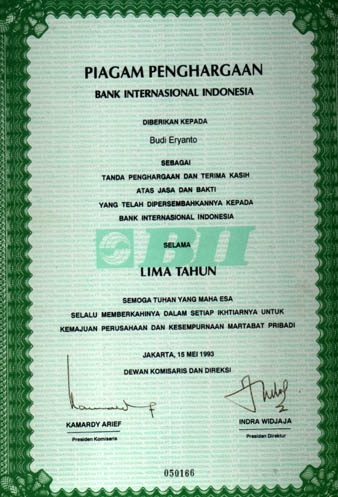 PIAGAM PENGHARGAAN
BANK INTERNASIONAL INDONESIA
DIBERIKAN KEPADA
Budi Eryanto
SEBAGAI
TANDA PENGHARGAAN DAN TERIMA KASIH
ATAS JASA DAN BAKTI
YANG TELAH DIPERSEMBAHKANNYA KEPADA
BANK INTERNASIONAL INDONESIA
BII
SELAMA
LIMA TAHUN
SEMOGA TUHAN YANG MAHA ESA
SELALU MEMBERKAHINYA DALAM SETIAP IKHTIARNYA UNTUK
KEMAJUAN PERUSAHAAN DAN KESEMPURNAAN MARTABAT PRIBADI
JAKARTA, 15 MEI 1993
DEWAN KOMISARIS DAN DIREKSI
KAMARDY ARIEF INDRA WIDJAJA
Presiden Komisaris Presiden Direktur
050166